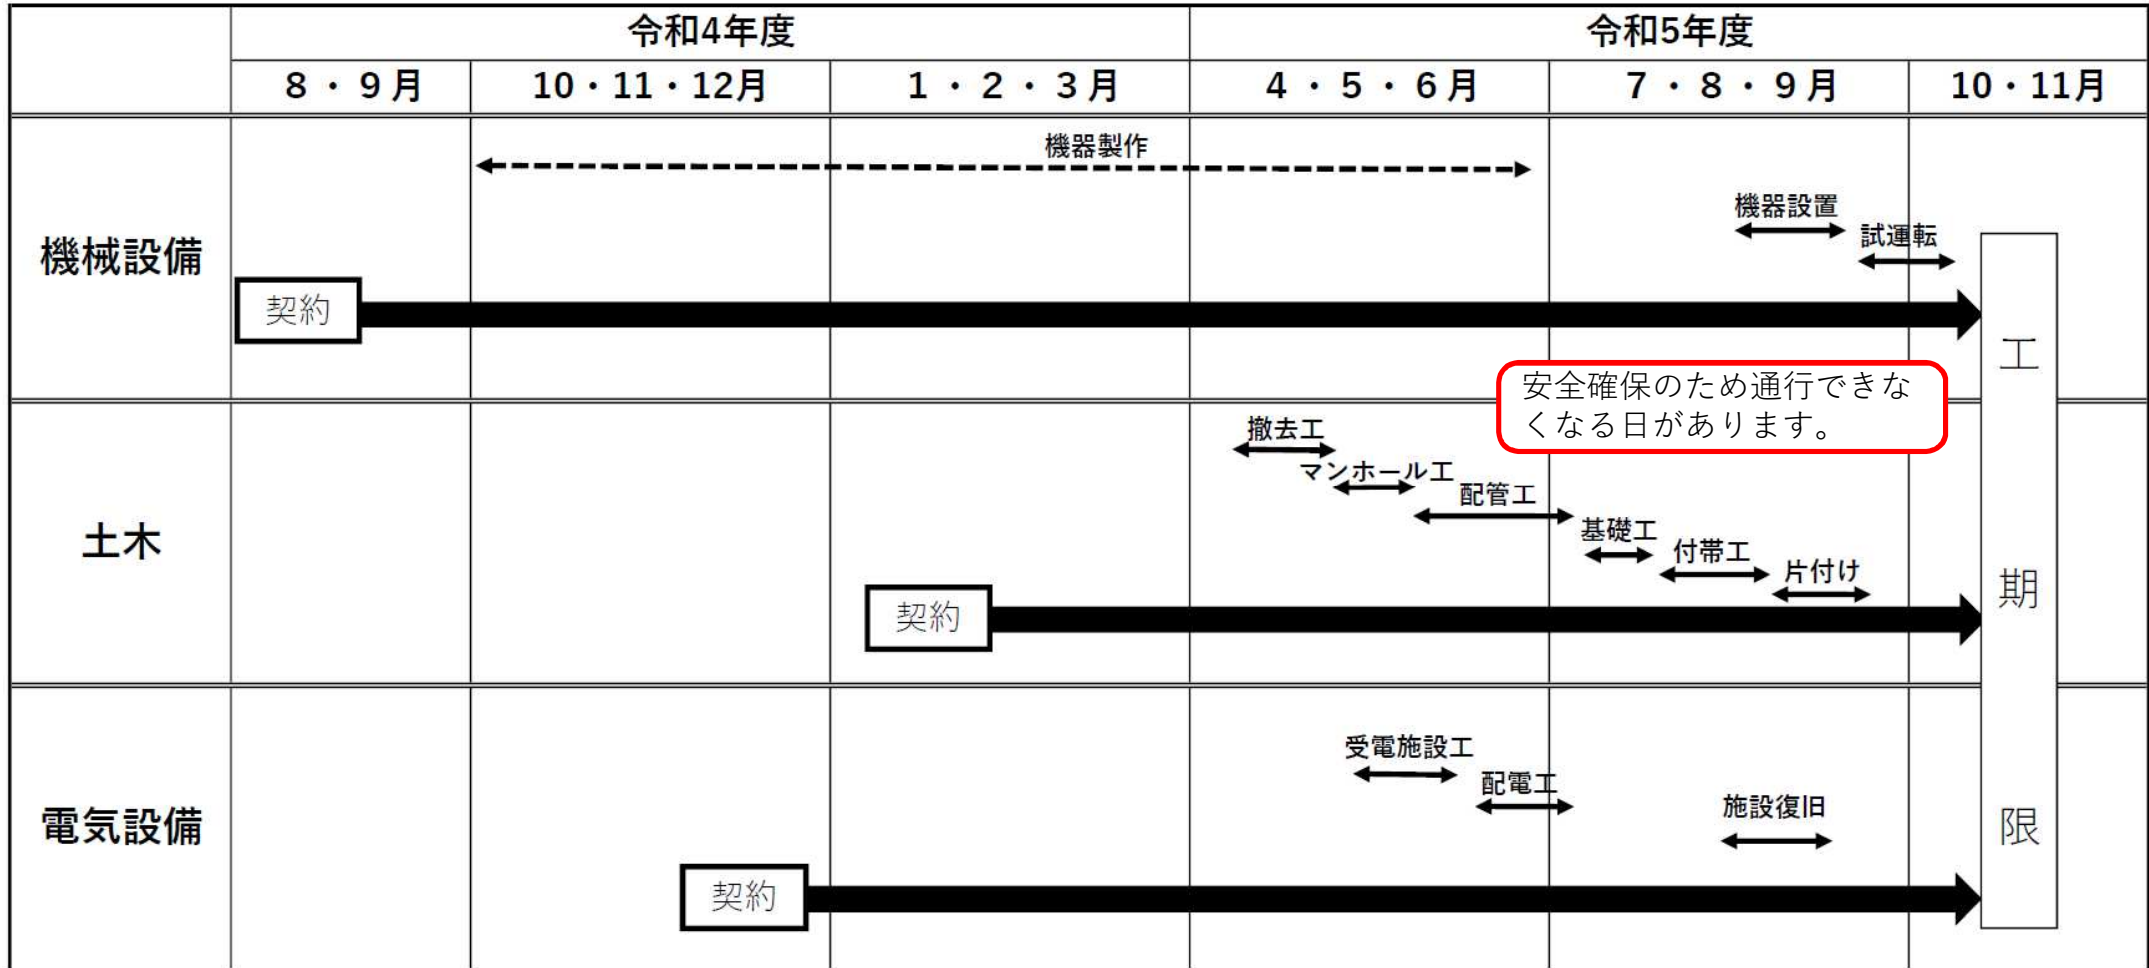 令和4年度
令和5年度
8・9月
10・11・12月
1・2・3月
4・5・6月
7・8・9月
10・11月
機械設備
機器製作
機器設置
試運転
契約
安全確保のため通行できな
くなる日があります。
土木
撤去工
マンホール工
配管工
基礎工
付帯工
片付け
契約
電気設備
受電施設工
配電工
施設復旧
契約
工
期
限